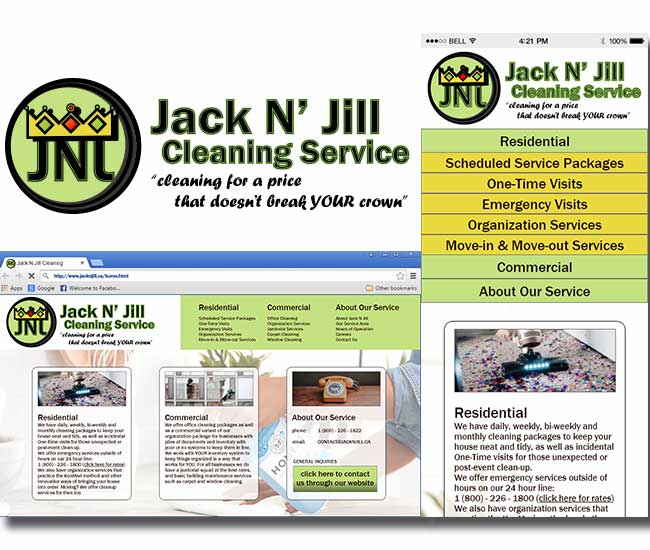 JNL
Jack N' Jill
Cleaning Service
"cleaning for a price
that doesn't break YOUR crown"
Jack N Jill Cleaning
http://www.jacknjill.ca/home.html
Apps
Google
Welcome to Facebo...
Other bookmarks
JNL
Jack N' Jill
Cleaning Service
"cleaning for a price
that doesn't break YOUR crown"
Residential
Scheduled Service Packages
One-Time Visits
Emergency Visits
Organization Services
Move-in & Move-out Services
Commercial
Office Cleaning
Organization Services
Janitorial Services
Carpet Cleaning
Window Cleaning
About Our Service
About Jack N Jill
Our Service Area
Hours of Operation
Careers
Contact Us
Residential
We have daily, weekly, bi-weekly and
monthly cleaning packages to keep your
house neat and tidy, as well as incidental
One-Time visits for those unexpected or
post-event clean-up.
We offer emergency services outside of
hours on our 24 hour line:
1 (800) - 226 - 1800 (click here for rates)
We also have organization services that
practice the KonMari method and other
innovative ways of bringing your house
into order. Moving? We offer cleanup
services for then too.
Commercial
We offer office cleaning packages as well
as a commercial variant of our
organization package for businesses with
piles of documents and inventory with
poor or no systems to keep them in line.
We work with YOUR inventory system to
keep things organized in a way that
works for YOU. For all businesses we do
have a janitorial squad at the best rates,
and basic building maintenance services
such as carpet and window cleaning.
About Our Service
phone: 1 (800) - 226 - 1822
email: CONTACT@JACKNJILL.CA
GENERAL INQUIRIES
click here to contact
us through our website
BELL 4:21 PM 100%
JNL
Jack N' Jill
Cleaning Service
"cleaning for a price
that doesn't break YOUR crown"
Residential
Scheduled Service Packages
One-Time Visits
Emergency Visits
Organization Services
Move-in & Move-out Services
Commercial
About Our Service
Residential
We have daily, weekly, bi-weekly and
monthly cleaning packages to keep your
house neat and tidy, as well as incidental
One-Time visits for those unexpected or
post-event clean-up.
We offer emergency services outside of
hours on our 24 hour line:
1 (800) - 226 - 1800 (click here for rates)
We also have organization services that